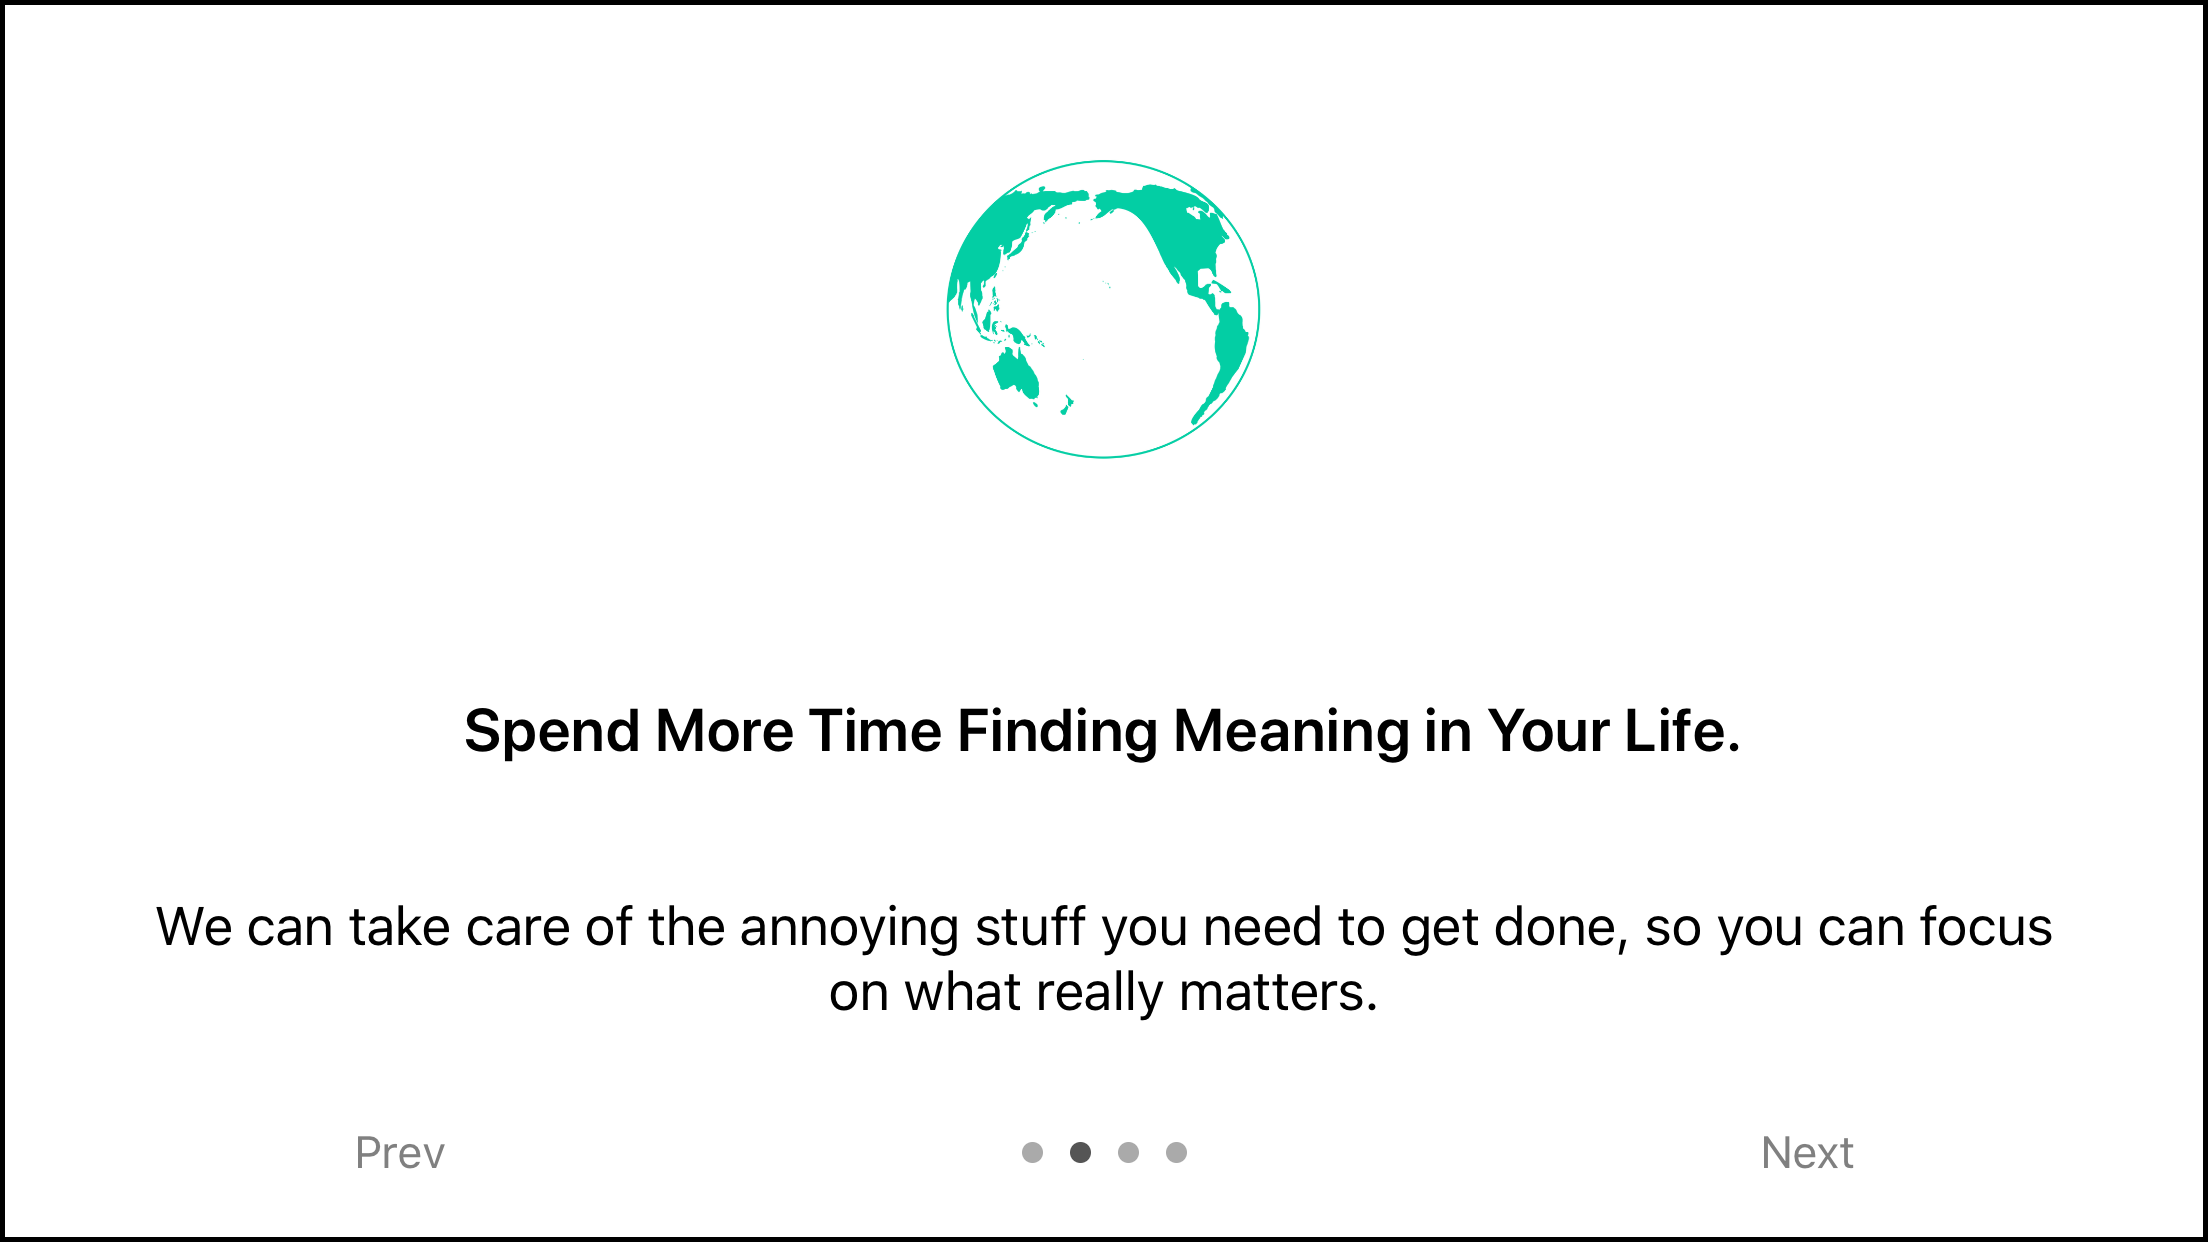 Spend More Time Finding Meaning in Your Life.
We can take care of the annoying stuff you need to get done, so you can focus
on what really matters.
Prev
Next